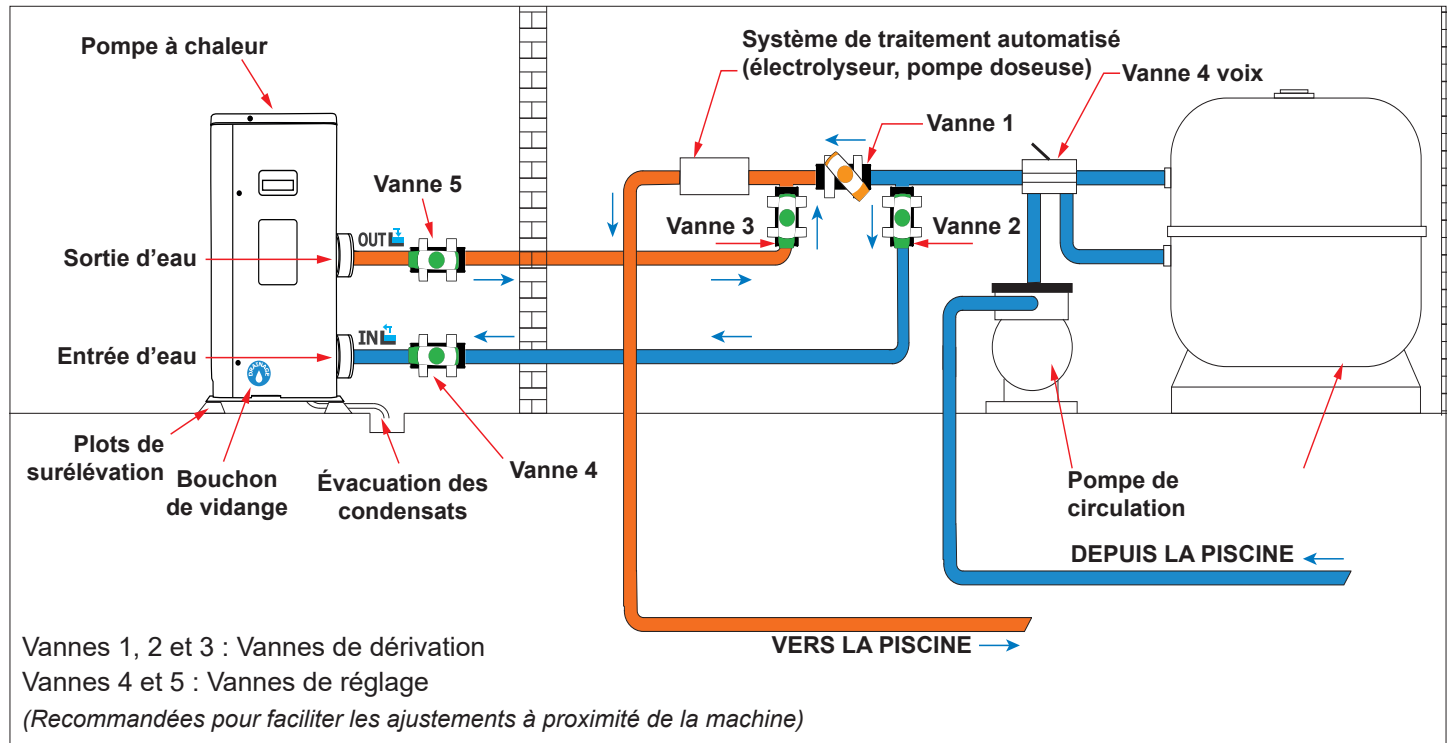 Pompe à chaleur
Système de traitement automatisé
(électrolyseur, pompe doseuse)
Vanne 4 voix
Vanne 1
Vanne 5
Vanne 3
Vanne 2
OUT
Sortie d'eau
IN
Entrée d'eau
DRAINAGE
Plots de
surélévation
Bouchon
de vidange
Évacuation des
condensats
Vanne 4
Pompe de
circulation
DEPUIS LA PISCINE
VERS LA PISCINE
Vannes 1, 2 et 3 : Vannes de dérivation
Vannes 4 et 5 : Vannes de réglage
(Recommandées pour faciliter les ajustements à proximité de la machine)